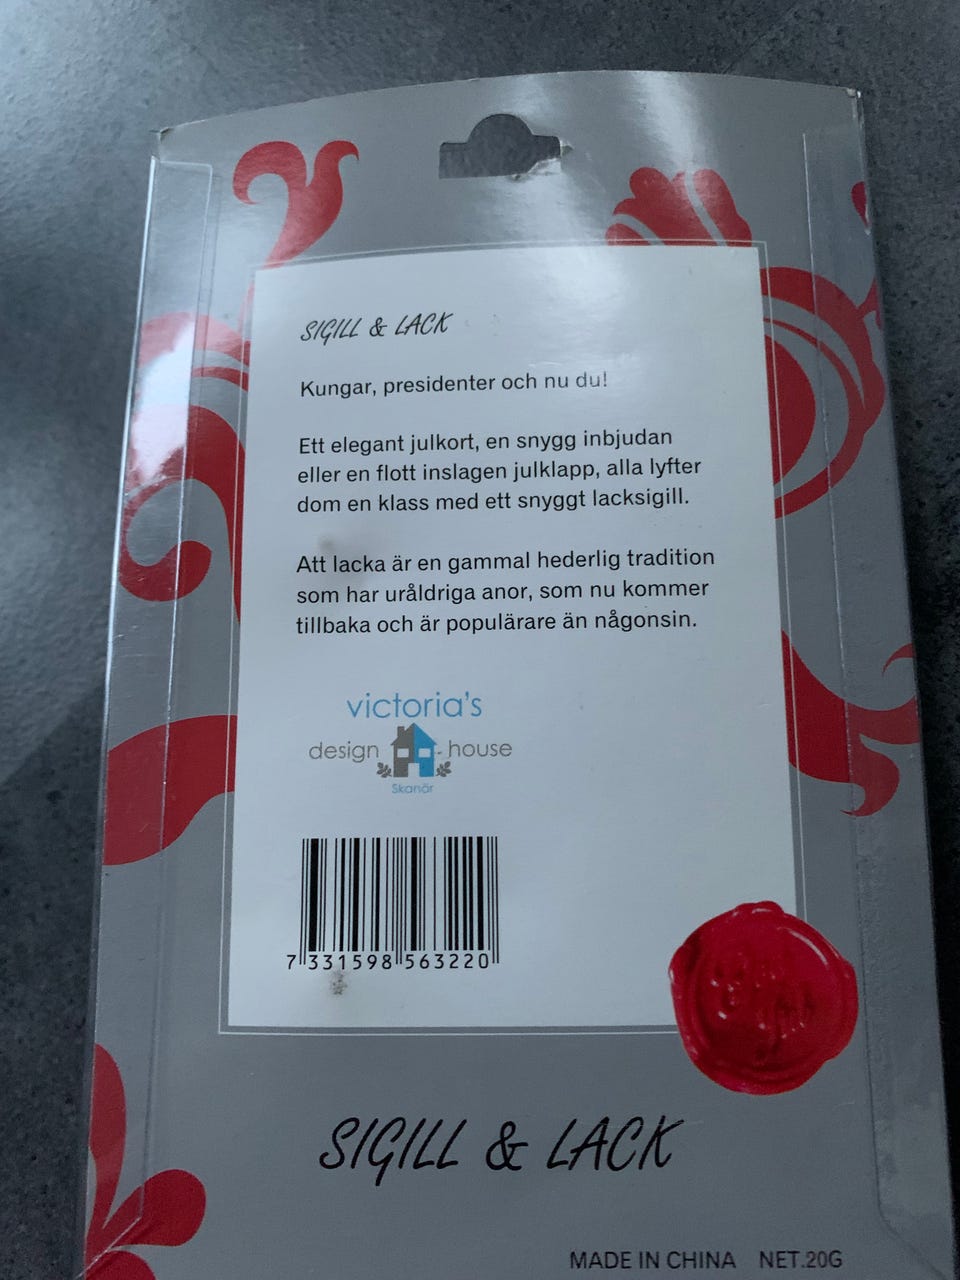 SIGILL & LACK
Kungar, presidenter och nu du!
Ett elegant julkort, en snygg inbjudan
eller en flott inslagen julklapp, alla lyfter
dom en klass med ett snyggt lacksigill.
Att lacka är en gammal hederlig tradition
som har uråldriga anor, som nu kommer
tillbaka och är populärare än någonsin.
victoria's
design house
Skanör
7 331598 563220
SIGILL & LACK
MADE IN CHINA NET.20G